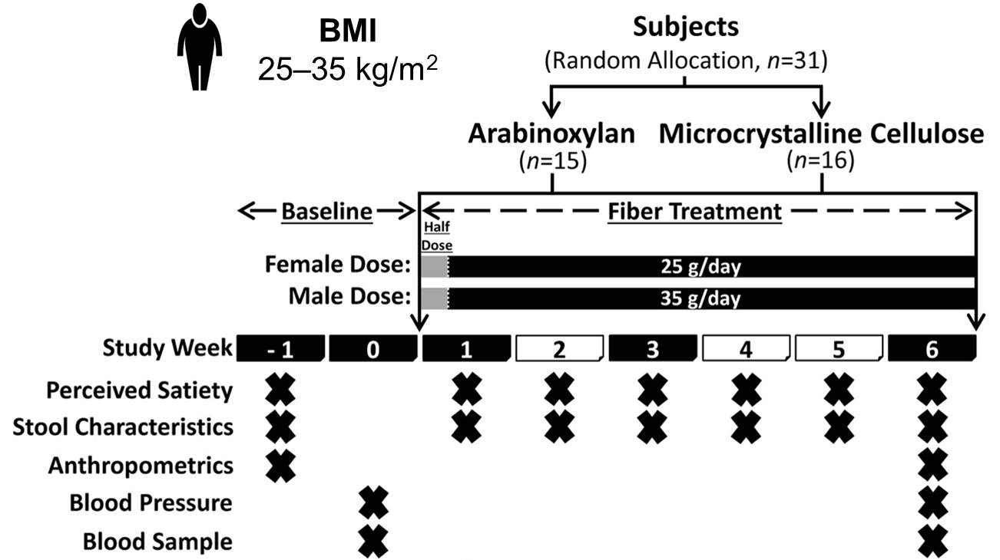 BMI
25–35 kg/m²
Subjects
(Random Allocation, n=31)
Arabinoxylan
(n=15)
Microcrystalline Cellulose
(n=16)
Baseline
Fiber Treatment
Half
Dose
Female Dose: 25 g/day
Male Dose: 35 g/day
Study Week -1 0 1 2 3 4 5 6
Perceived Satiety
Stool Characteristics
Anthropometrics
Blood Pressure
Blood Sample